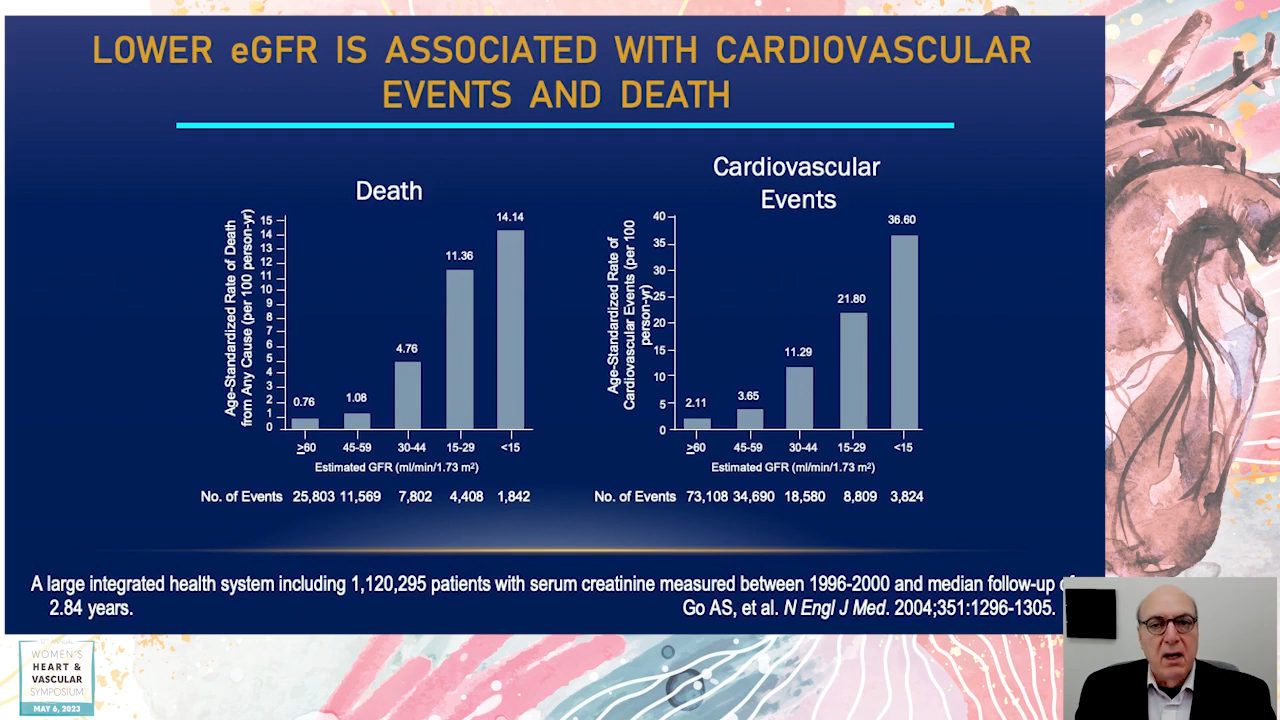 LOWER eGFR IS ASSOCIATED WITH CARDIOVASCULAR
EVENTS AND DEATH
Death
Age-Standardized Rate of Death
from Any Cause (per 100 person-yr)
15
14
13
12
11
10
9
8
7
6
5
4
3
2
1
0
0.76
1.08
4.76
11.36
14.14
≥60 45-59 30-44 15-29 <15
Estimated GFR (ml/min/1.73 m²)
No. of Events 25,803 11,569 7,802 4,408 1,842
Cardiovascular
Events
Age-Standardized Rate of
Cardiovascular Events (per 100
person-yr)
40
35
30
25
20
15
10
5
0
2.11
3.65
11.29
21.80
36.60
≥60 45-59 30-44 15-29 <15
Estimated GFR (ml/min/1.73 m²)
No. of Events 73,108 34,690 18,580 8,809 3,824
A large integrated health system including 1,120,295 patients with serum creatinine measured between 1996-2000 and median follow-up
2.84 years.
Go AS, et al. N Engl J Med. 2004;351:1296-1305.
WOMEN'S
HEART &
VASCULAR
SYMPOSIUM
MAY 6, 2023